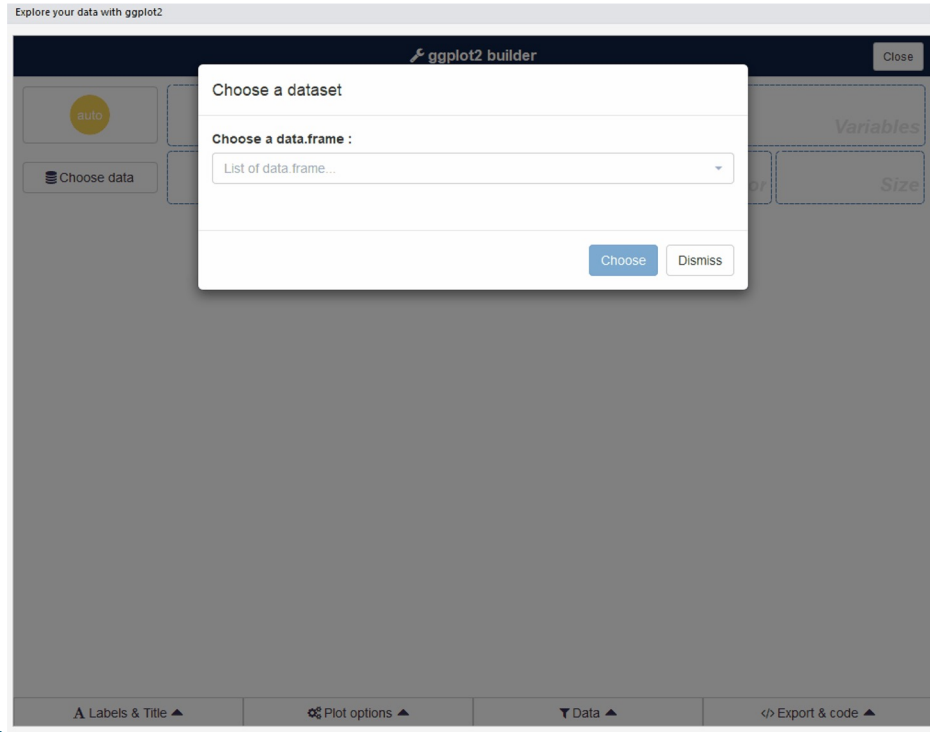 Explore your data with ggplot2
ggplot2 builder
Close
Choose a dataset
auto
Choose a data.frame :
Variables
List of data.frame...
Choose data
or
Size
Choose
Dismiss
A Labels & Title
Plot options
Data
</> Export & code